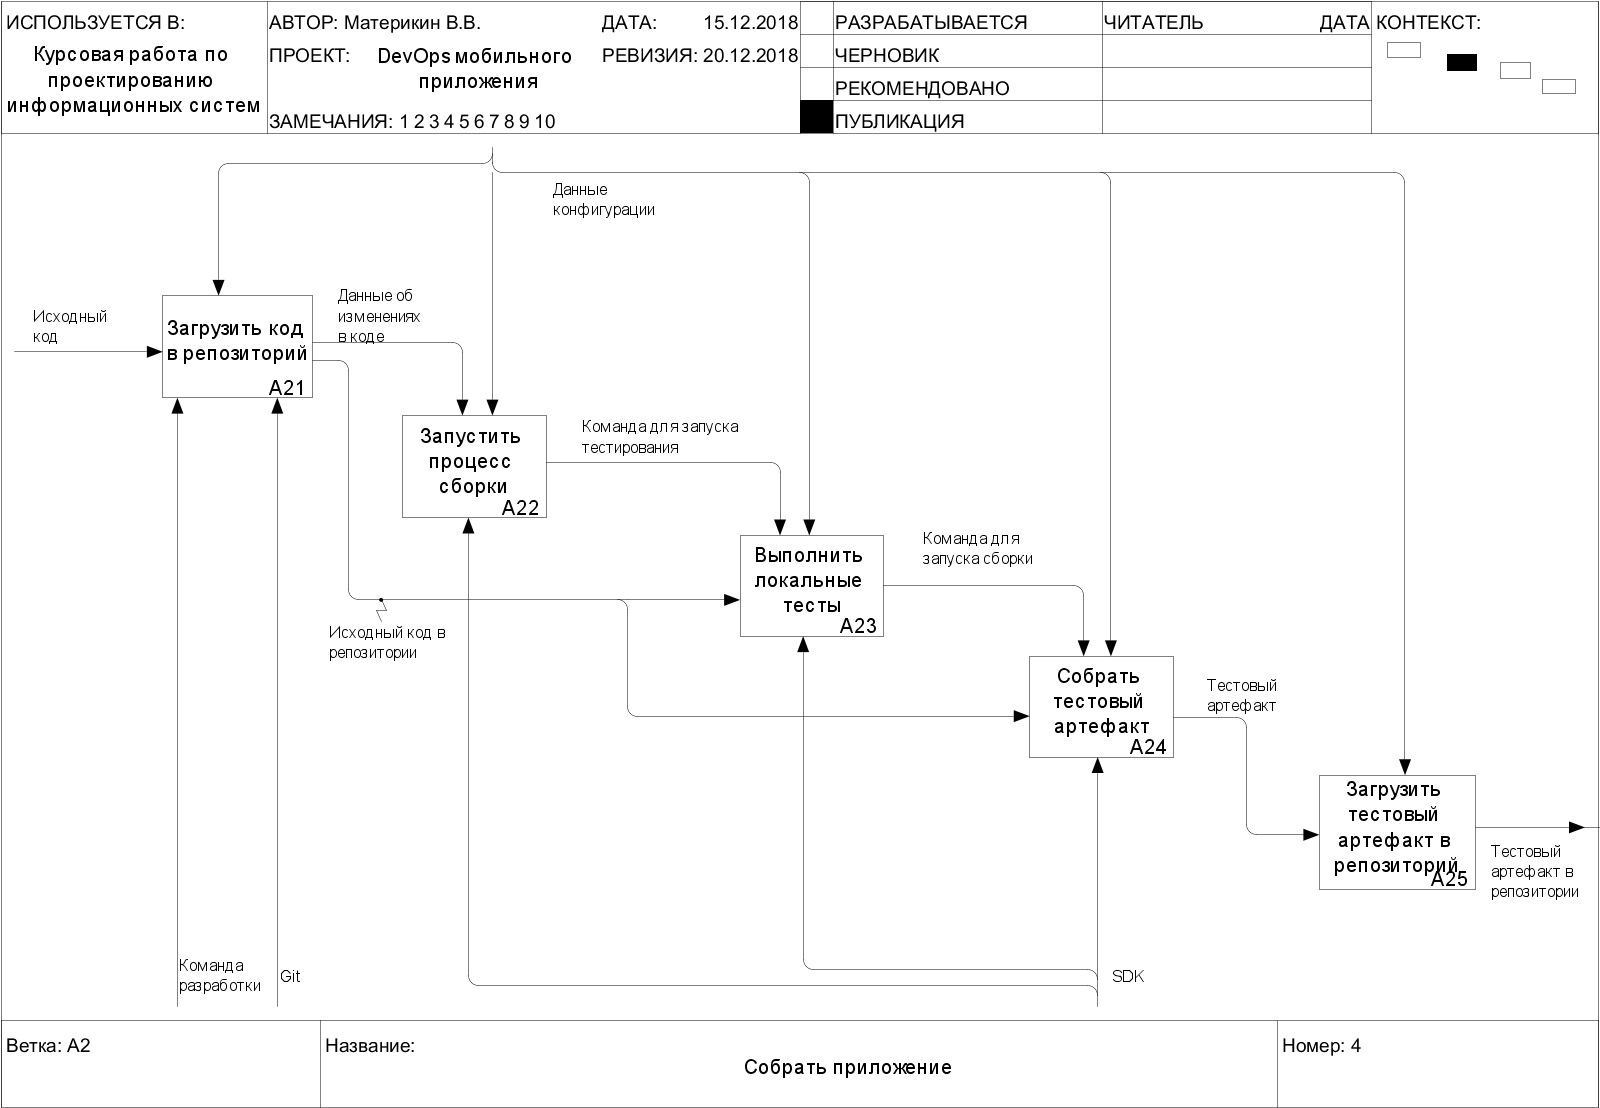 ИСПОЛЬЗУЕТСЯ В:
Курсовая работа по
проектированию
информационных систем
АВТОР: Материкин В.В.
ДАТА: 15.12.2018
ПРОЕКТ: DevOps мобильного
приложения
РЕВИЗИЯ: 20.12.2018
ЗАМЕЧАНИЯ: 1 2 3 4 5 6 7 8 9 10
РАЗРАБАТЫВАЕТСЯ
ЧЕРНОВИК
РЕКОМЕНДОВАНО
ПУБЛИКАЦИЯ
ЧИТАТЕЛЬ
ДАТА
КОНТЕКСТ:
Данные
конфигурации
Исходный
код
Загрузить код
в репозиторий
A21
Данные об
изменениях
в коде
Запустить
процесс
сборки
A22
Команда для запуска
тестирования
Выполнить
локальные
тесты
A23
Команда для
запуска сборки
Исходный код в
репозитории
Собрать
тестовый
артефакт
A24
Тестовый
артефакт
Загрузить
тестовый
артефакт в
репозиторий
A25
Тестовый
артефакт в
репозитории
Команда
разработки
Git
SDK
Ветка: A2
Название:
Собрать приложение
Номер: 4